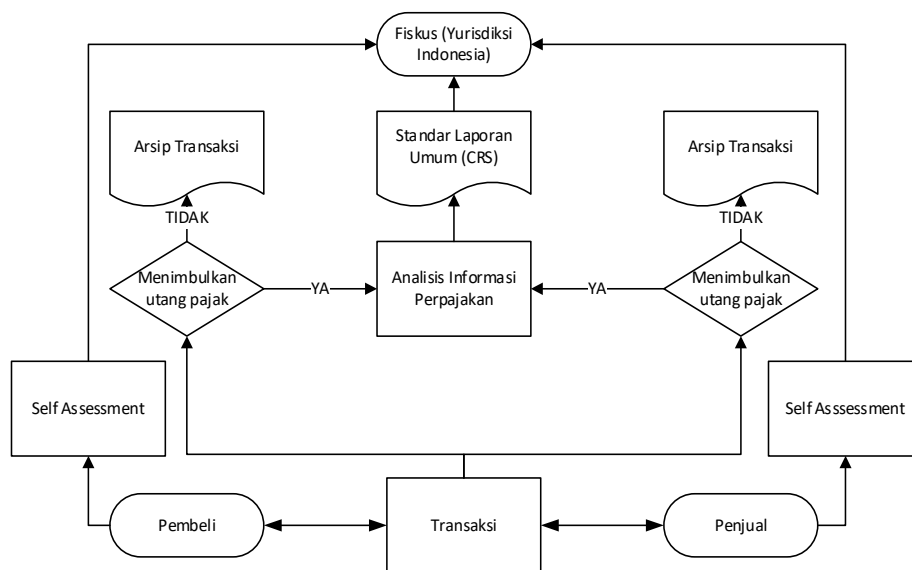 Fiskus (Yurisdiksi
Indonesia)
Arsip Transaksi
Standar Laporan
Umum (CRS)
Arsip Transaksi
TIDAK
TIDAK
Menimbulkan
utang pajak
YA
Analisis Informasi
Perpajakan
YA
Menimbulkan
utang pajak
Self Assessment
Self Asssessment
Pembeli
Transaksi
Penjual